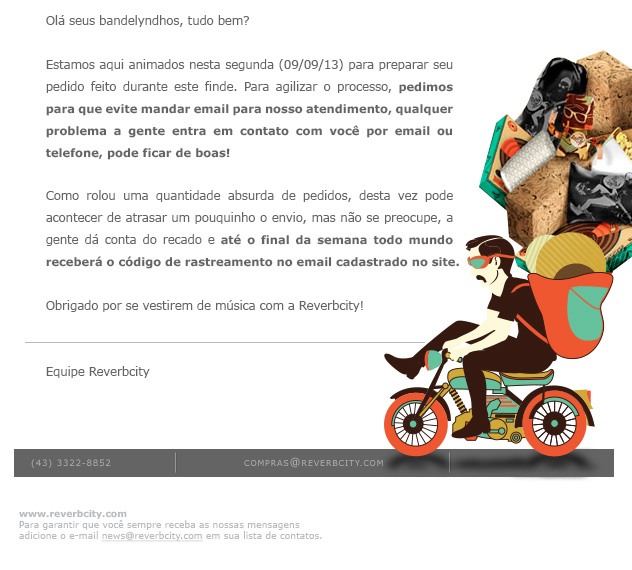 Olá seus bandelyndhos, tudo bem?
Estamos aqui animados nesta segunda (09/09/13) para preparar seu
pedido feito durante este finde. Para agilizar o processo, pedimos
para que evite mandar email para nosso atendimento, qualquer
problema a gente entra em contato com você por email ou
telefone, pode ficar de boas!
Como rolou uma quantidade absurda de pedidos, desta vez pode
acontecer de atrasar um pouquinho o envio, mas não se preocupe, a
gente dá conta do recado e até o final da semana todo mundo
receberá o código de rastreamento no email cadastrado no site.
Obrigado por se vestirem de música com a Reverbcity!
Equipe Reverbcity
(43) 3322-8852
COMPRAS@REVERBCITY.COM
www.reverbcity.com
Para garantir que você sempre receba as nossas mensagens
adicione o e-mail news@reverbcity.com em sua lista de contatos.